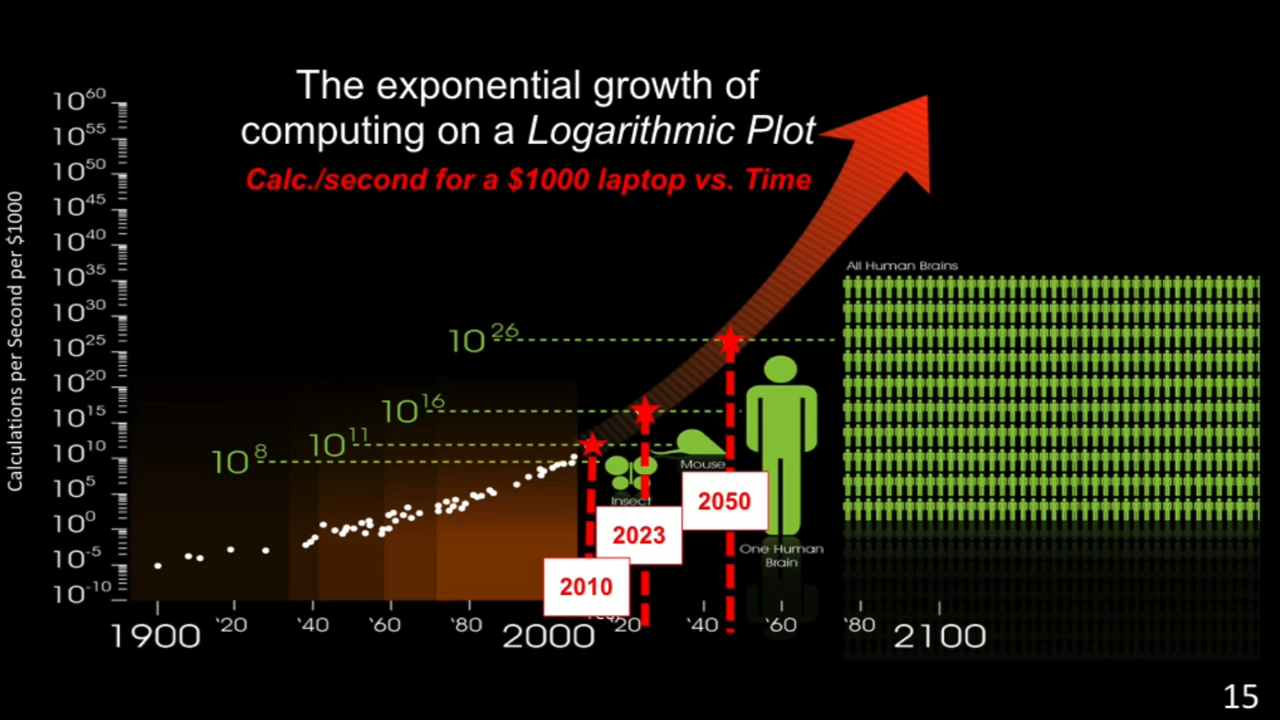 The exponential growth of
computing on a Logarithmic Plot
Calc./second for a $1000 laptop vs. Time
Calculations per Second per $1000
10^60
10^55
10^50
10^45
10^40
10^35
10^30
10^25
10^20
10^15
10^10
10^5
10^0
10^-5
10^-10
10^26
10^16
10^11
10^8
All Human Brains
Mouse
Insect
One Human
Brain
2050
2023
2010
1900 '20 '40 '60 '80 2000 '20 '40 '60 '80 2100
15